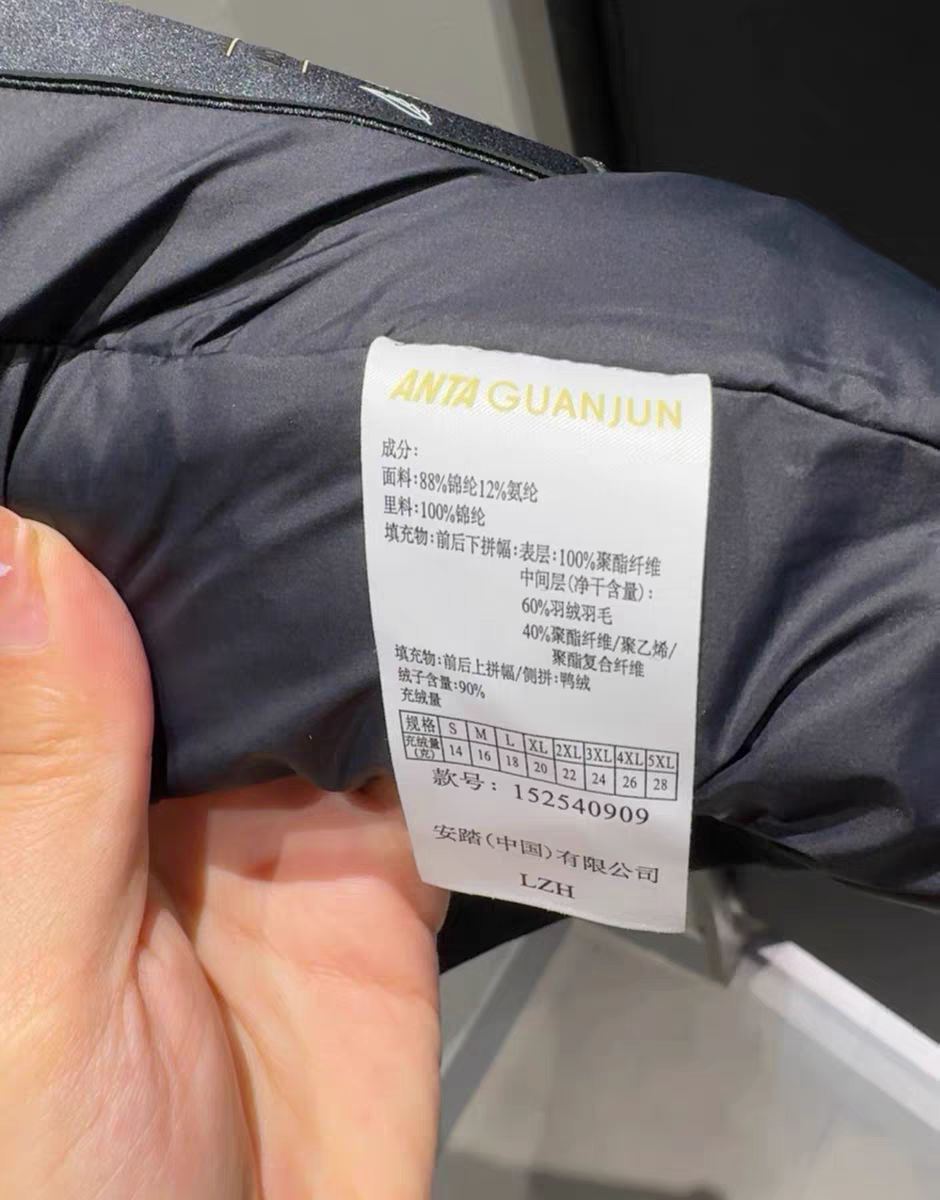 ANTA GUANJUN
成分:
面料:88%锦纶12%氨纶
里料:100%锦纶
填充物:前后下拼幅:表层:100%聚酯纤维
中间层(净干含量):
60%羽绒羽毛
40%聚酯纤维/聚乙烯/
聚酯复合纤维
填充物:前后上拼幅/侧拼:鸭绒
绒子含量:90%
充绒量
规格 S M L XL 2XL 3XL 4XL 5XL
充绒量(克) 14 16 18 20 22 24 26 28
款号: 152540909
安踏(中国)有限公司
LZH